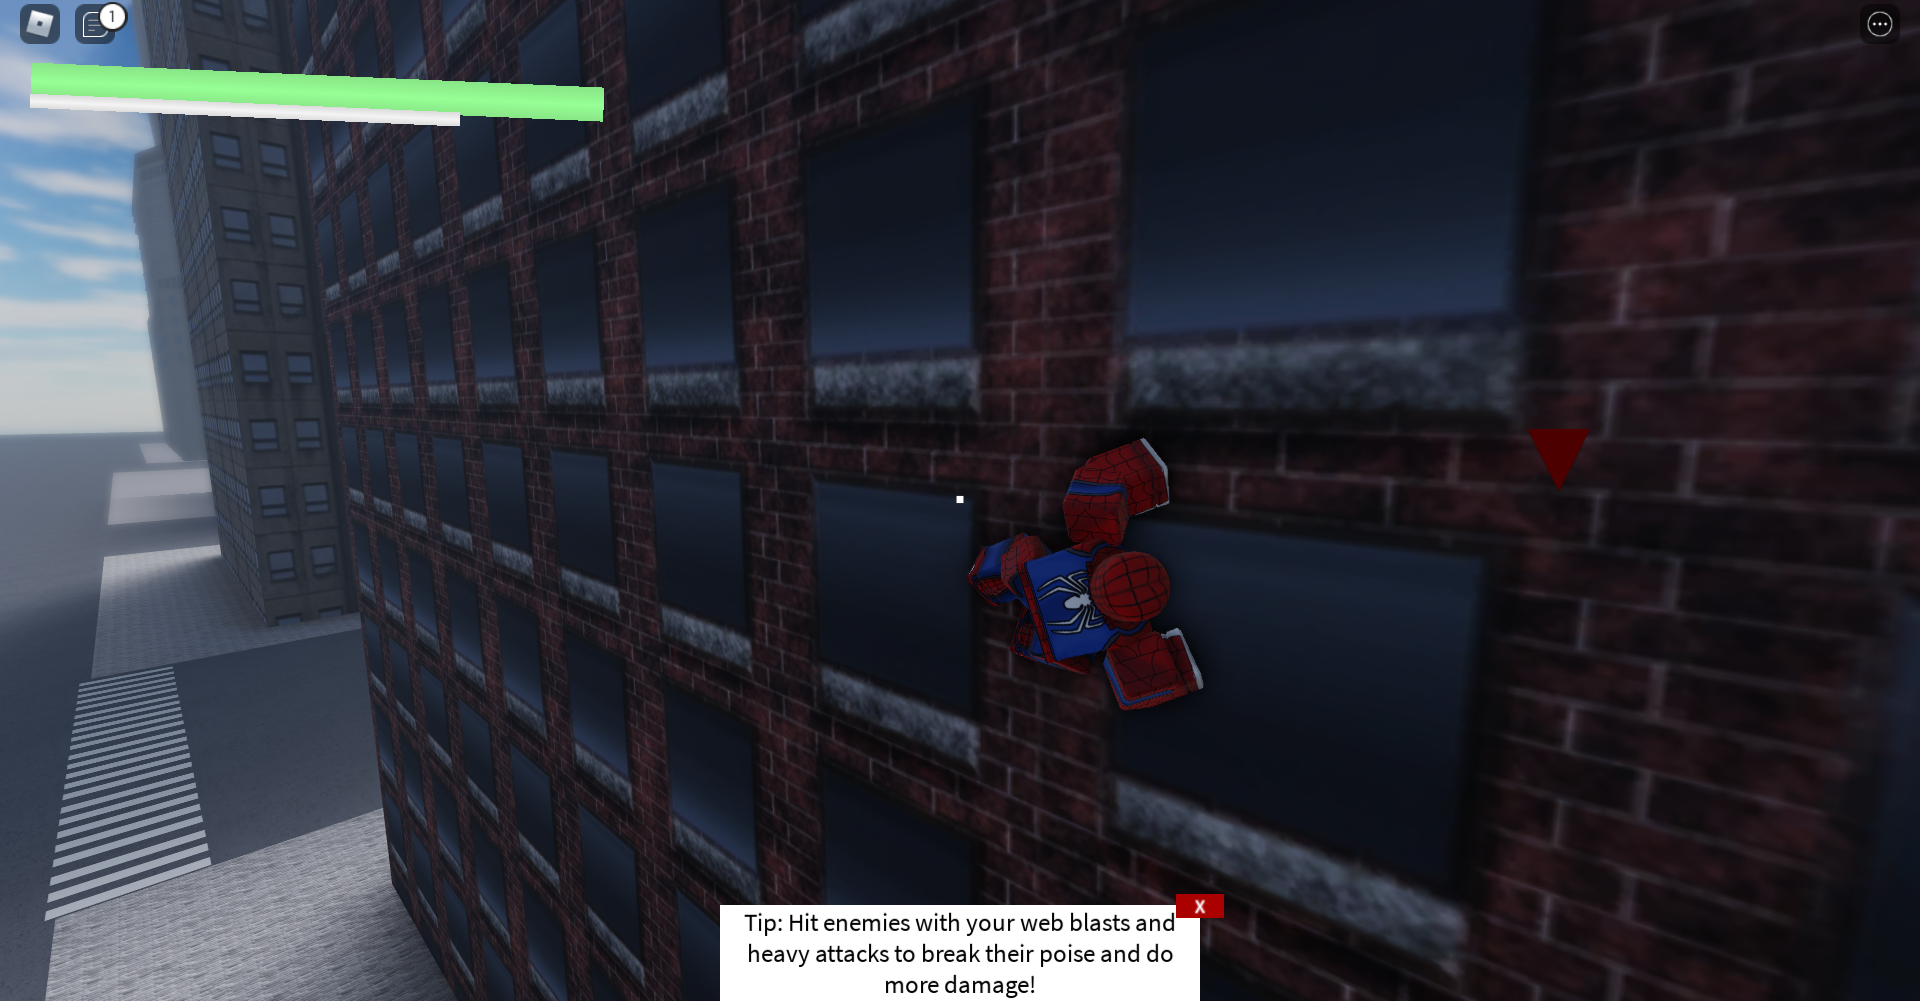 1
Tip: Hit enemies with your web blasts and
heavy attacks to break their poise and do
more damage!
X